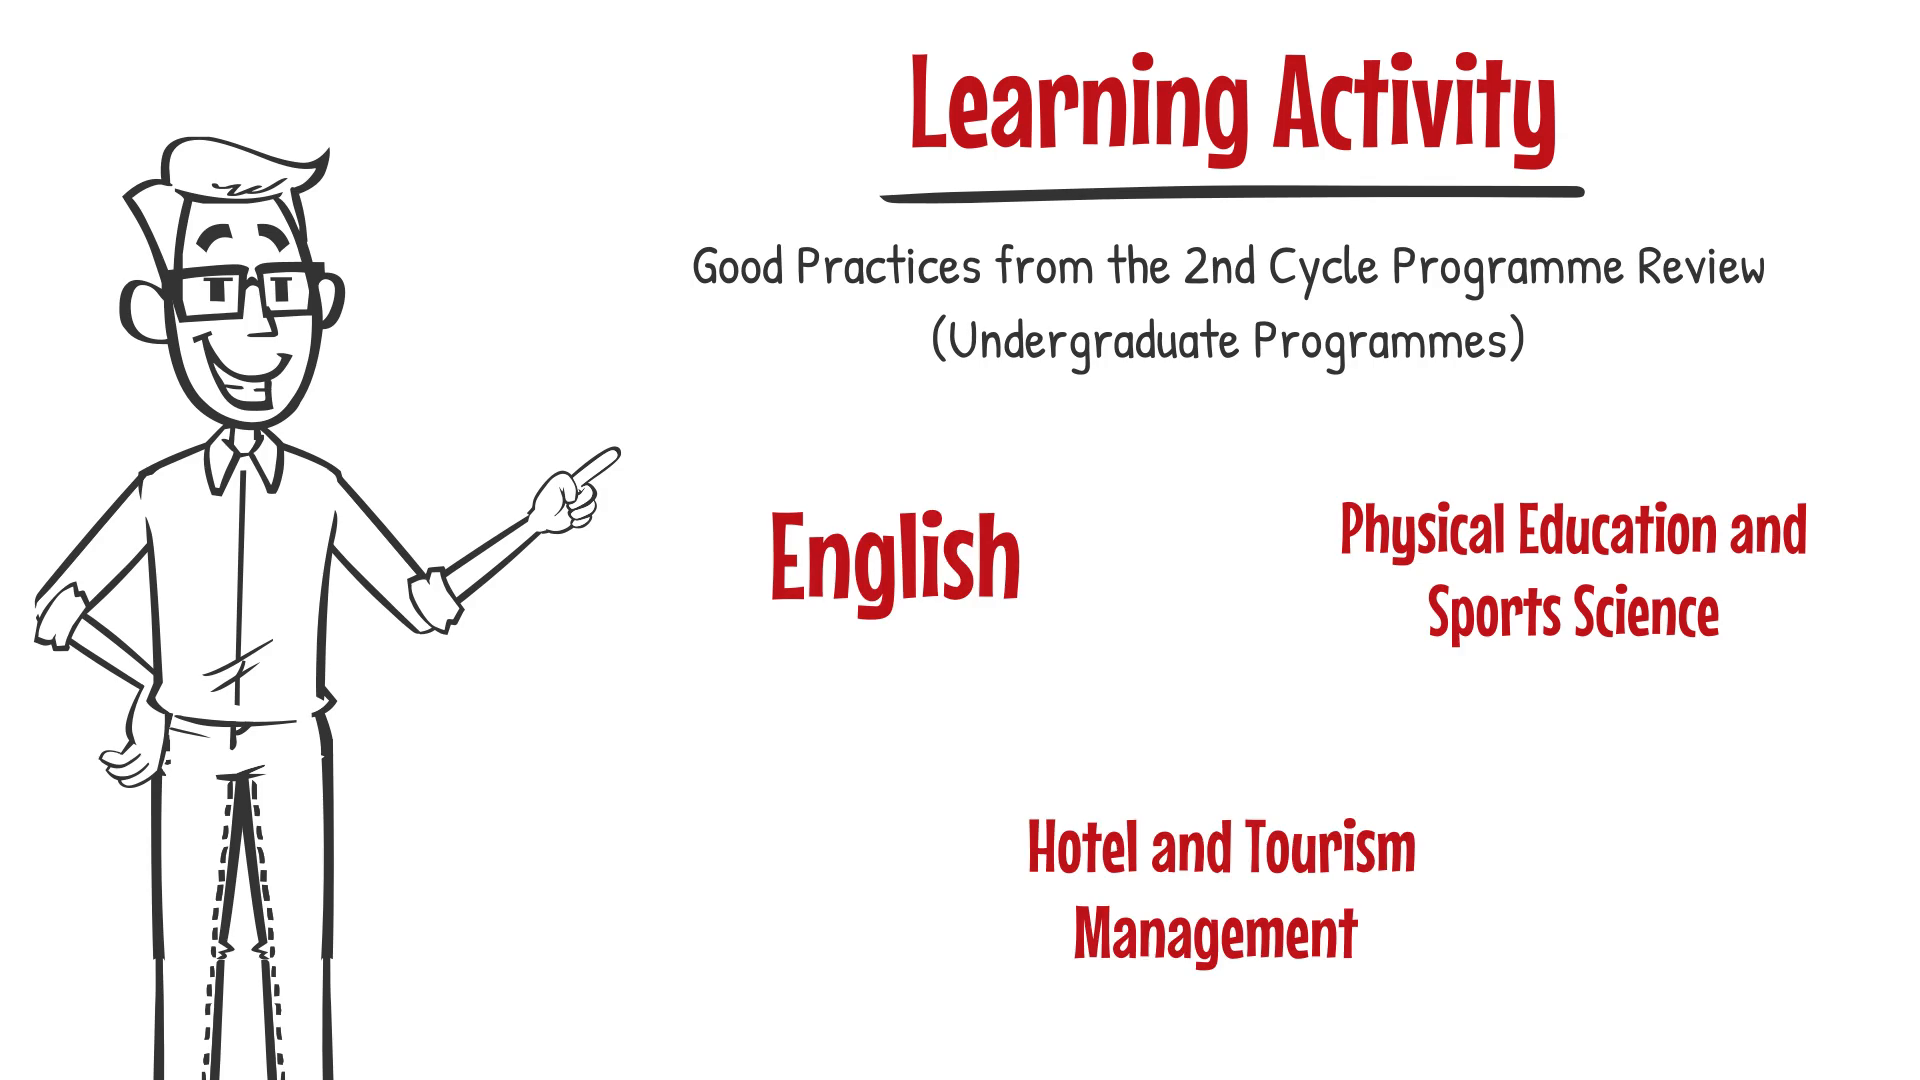 Learning Activity
Good Practices from the 2nd Cycle Programme Review
(Undergraduate Programmes)
English
Physical Education and
Sports Science
Hotel and Tourism
Management